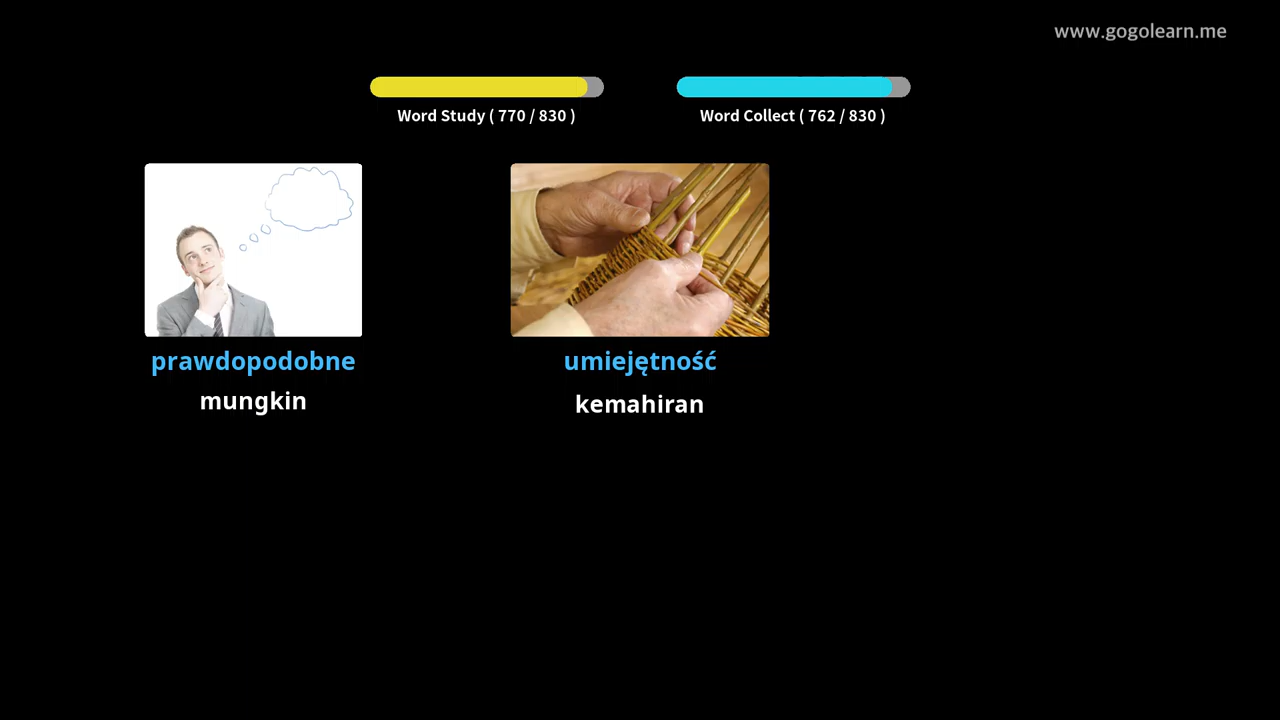 www.gogolearn.me
Word Study ( 770 / 830 )
Word Collect ( 762 / 830 )
prawdopodobne
mungkin
umiejętność
kemahiran